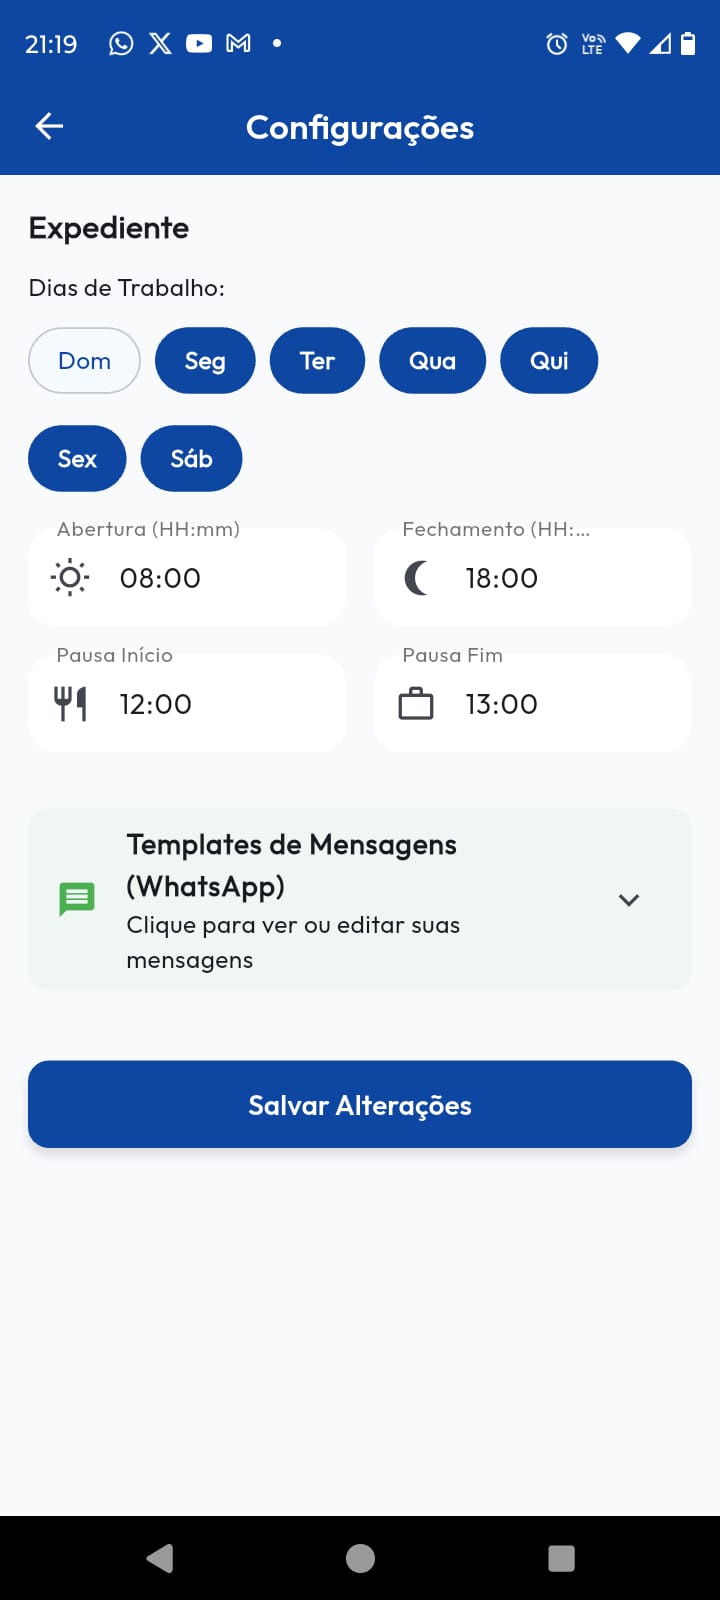 21:19
Vo LTE
Configurações
Expediente
Dias de Trabalho:
Dom Seg Ter Qua Qui
Sex Sáb
Abertura (HH:mm) Fechamento (HH:...
08:00 18:00
Pausa Início Pausa Fim
12:00 13:00
Templates de Mensagens
(WhatsApp)
Clique para ver ou editar suas
mensagens
Salvar Alterações